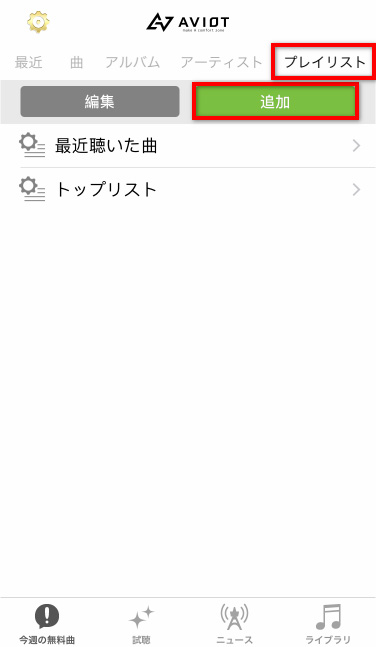 AVIOT
make A comfort zone
最近 曲 アルバム アーティスト プレイリスト
編集 追加
最近聴いた曲
トップリスト
今週の無料曲 試聴 ニュース ライブラリ